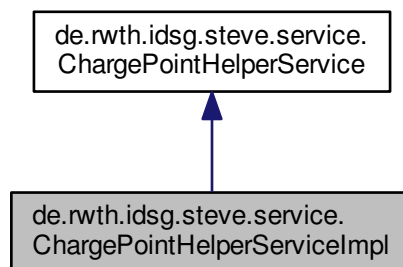 de.rwth.idsg.steve.service.
ChargePointHelperService
de.rwth.idsg.steve.service.
ChargePointHelperServiceImpl